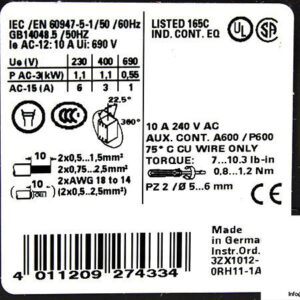 IEC /EN 60947-5-1/50 /60Hz
GB14048.5 /50HZ
Ie AC-12: 10 A Ui: 690 V
Ue (V) 230 400 690
P AC-3(kW) 1,1 1,1 0,55
AC-15 (A) 6 3 1
LISTED 165C
IND. CONT. EQ
UL
CCC
22.5°
360°
10
2x0,5...1,5mm²
2x0,75...2,5mm²
2xAWG 18 to 14
10
(2x0,5...2,5mm²)
10 A 240 V AC
AUX. CONT. A600 / P600
75° C CU WIRE ONLY
TORQUE: 7...10.3 lb-in
0.8...1.2 Nm
PZ 2 / Ø 5...6 mm
4 011209 274334
Made
in Germa
Instr.Ord.
3ZX1012-
0RH11-1A